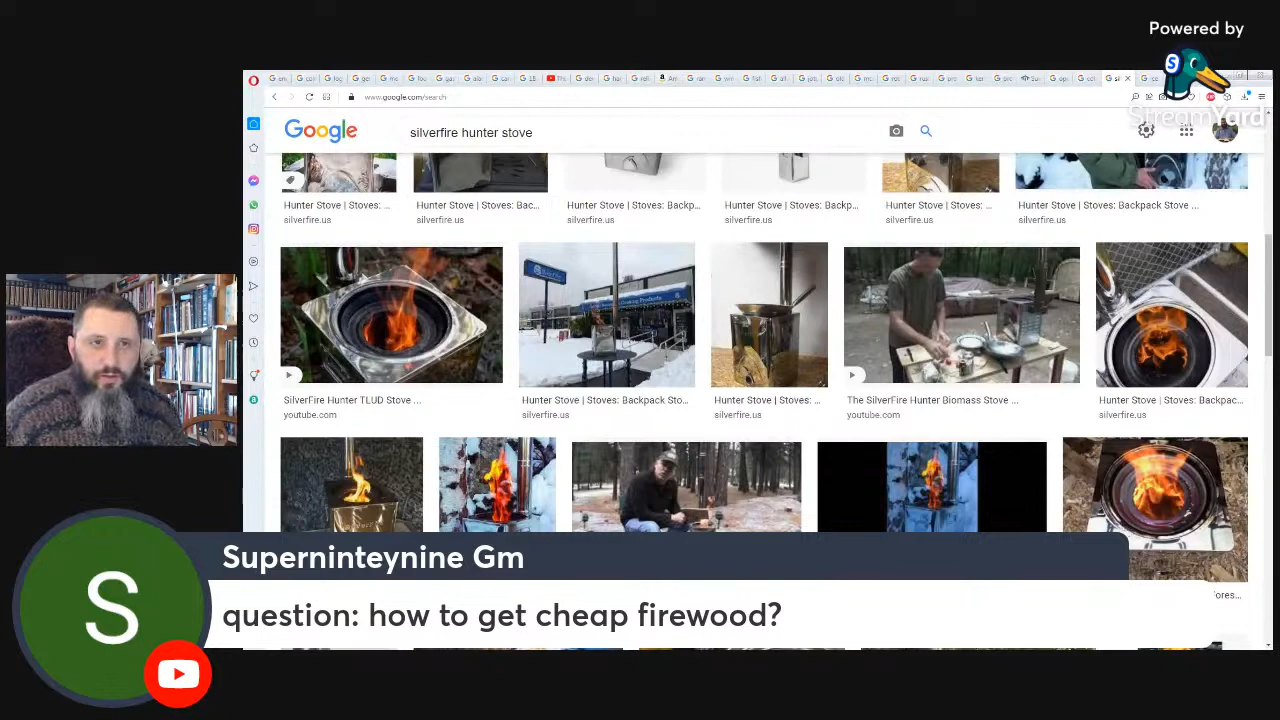 Powered by
StreamYard
www.google.com/search
Google
silverfire hunter stove
Hunter Stove | Stoves: ...
silverfire.us
Hunter Stove | Stoves: Bac...
silverfire.us
Hunter Stove | Stoves: Backp...
silverfire.us
Hunter Stove | Stoves: Backp...
silverfire.us
Hunter Stove | Stoves: ...
silverfire.us
Hunter Stove | Stoves: Backpack Stove ...
silverfire.us
SilverFire Hunter TLUD Stove ...
youtube.com
Hunter Stove | Stoves: Backpack Sto...
silverfire.us
Hunter Stove | Stoves: ...
silverfire.us
The SilverFire Hunter Biomass Stove ...
youtube.com
Hunter Stove | Stoves: Backpac...
silverfire.us
Superninteynine Gm
S
question: how to get cheap firewood?